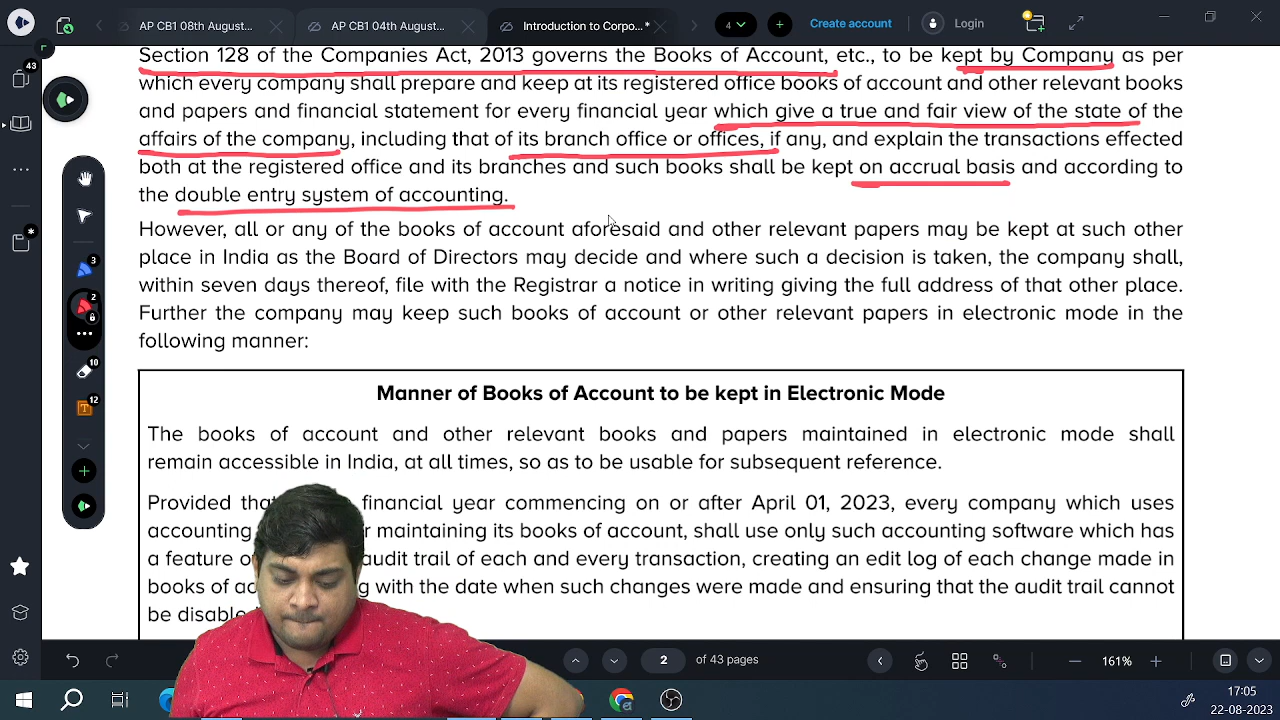 AP CB1 08th August...
AP CB1 04th August...
Introduction to Corpo... *
4
Create account
Login
43
Section 128 of the Companies Act, 2013 governs the Books of Account, etc., to be kept by Company as per
which every company shall prepare and keep at its registered office books of account and other relevant books
and papers and financial statement for every financial year which give a true and fair view of the state of the
affairs of the company, including that of its branch office or offices, if any, and explain the transactions effected
both at the registered office and its branches and such books shall be kept on accrual basis and according to
the double entry system of accounting.
However, all or any of the books of account aforesaid and other relevant papers may be kept at such other
place in India as the Board of Directors may decide and where such a decision is taken, the company shall,
within seven days thereof, file with the Registrar a notice in writing giving the full address of that other place.
Further the company may keep such books of account or other relevant papers in electronic mode in the
following manner:
3
2
10
12
T
Manner of Books of Account to be kept in Electronic Mode
The books of account and other relevant books and papers maintained in electronic mode shall
remain accessible in India, at all times, so as to be usable for subsequent reference.
Provided financial year commencing on or after April 01, 2023, every company which uses
accounting maintaining its books of account, shall use only such accounting software which has
a feature audit trail of each and every transaction, creating an edit log of each change made in
books of with the date when such changes were made and ensuring that the audit trail cannot
be
2 of 43 pages
161%
17:05
22-08-2023